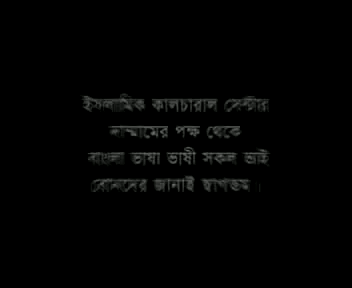 ইসলামিক কালচারাল সেন্টার
দাম্মামের পক্ষ থেকে
বাংলা ভাষা ভাষী সকল ভাই
বোনদের জানাই স্বাগতম ।